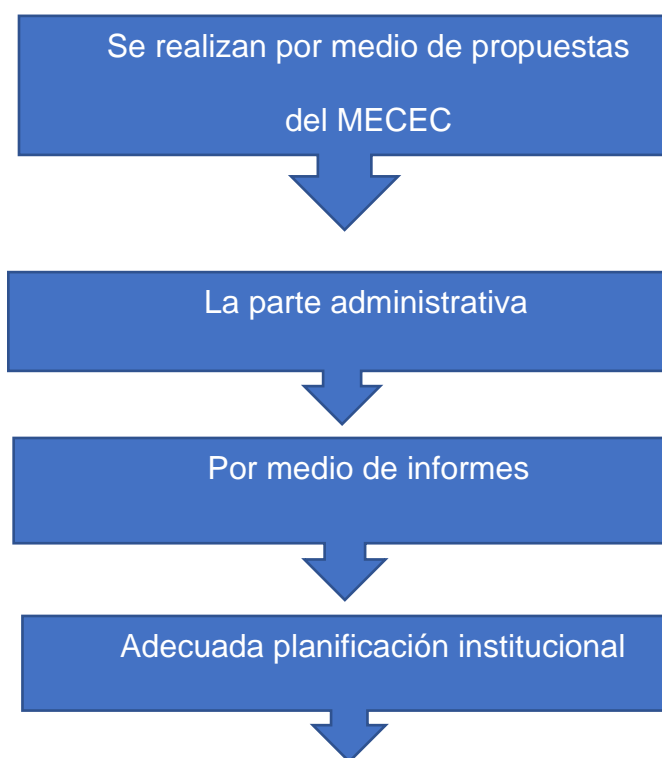 Se realizan por medio de propuestas
del MECEC
La parte administrativa
Por medio de informes
Adecuada planificación institucional